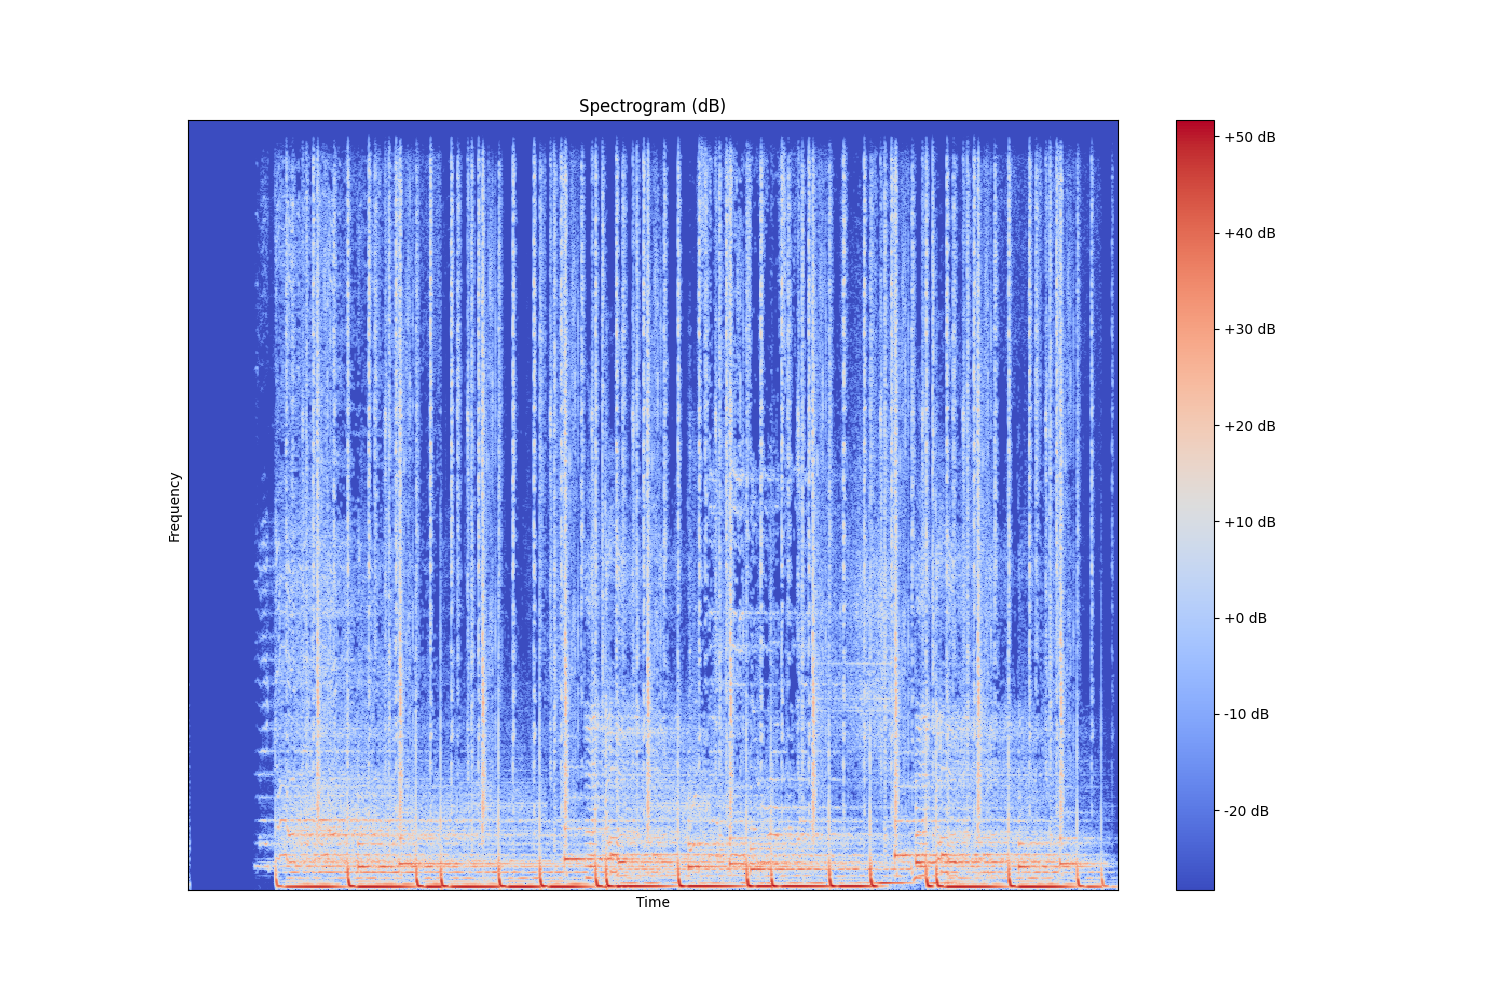 Spectrogram (dB)
Frequency
Time
+50 dB
+40 dB
+30 dB
+20 dB
+10 dB
+0 dB
-10 dB
-20 dB